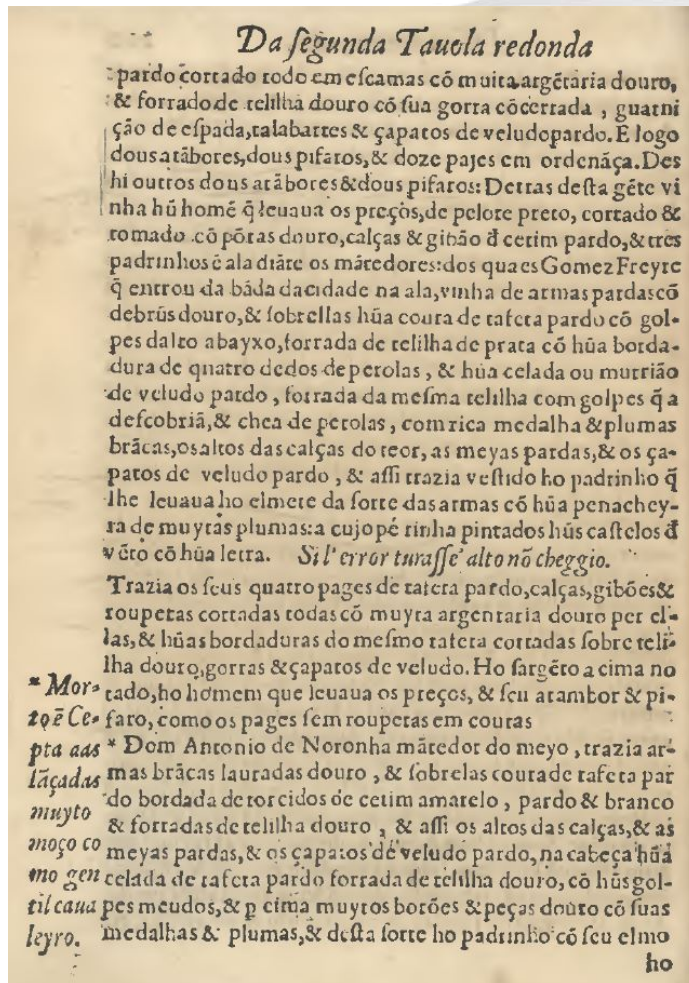 Da ſegunda Tauola redonda
pardo cortado todo em eſcamas cõ muita argẽtaria douro,
& forrado de telilha douro cõ ſua gorra cõcertada , guarni
ção de eſpada,talabartes & çapatos de veludo pardo. E logo
dous atãbores,dous pifaros,& doze pajes em ordenãça. Des
hi outros dous atãbores & dous pifaros: Detras deſta gẽte vi
nha hũ homẽ q̃ leuaua os preços,de pelote preto, cortado &
tomado cõ põtas douro,calças & gibão đ cetim pardo,& tres
padrinhos ẽ ala diãte os mãtedores:dos quaes Gomez Freyre
q̃ entrou da bãda da cidade na ala,vinha de armas pardas cõ
debrũs douro,& ſobrellas hũa coura de tafeta pardo cõ gol-
pes dalto abayxo,forrada de telilha de prata cõ hũa borda-
dura de quatro dedos de perolas , & hũa celada ou murrião
de veludo pardo , forrada da meſma telilha com golpes q̃ a
deſcobriã,& chea de perolas , com rica medalha & plumas
brãcas,os altos das calças do teor, as meyas pardas,& os ça-
patos de veludo pardo , & aſſi trazia veſtido ho padrinho q̃
lhe leuaua ho elmete da ſorte das armas cõ hũa penachey-
ra de muytas plumas:a cujo pé tinha pintados hũs caſtelos đ
vẽto cõ hũa letra. Si l' error turaſſe' alto nõ cheggio.
Trazia os ſeus quatro pages de tafeta pardo,calças,gibões &
roupetas cortadas todas cõ muyta argentaria douro per el-
las,& hũas bordaduras do meſmo tafeta cortadas ſobre teli-
lha douro,gorras & çapatos de veludo. Ho ſargẽto a cima no
tado,ho homem que leuaua os preços, & ſeu atambor & pi-
faro, como os pages ſem roupetas em couras
* Dom Antonio de Noronha mãtedor do meyo , trazia ar-
mas brãcas lauradas douro , & ſobrelas coura de tafeta par
do bordada de torcidos de cetim amarelo , pardo & branco
& forradas de telilha douro , & aſſi os altos das calças,& as
meyas pardas,& os çapatos de veludo pardo, na cabeça hũa
celada de tafeta pardo forrada de telilha douro, cõ hũs gol-
pes meudos,& p cima muytos botões & peças douro cõ ſuas
medalhas & plumas,& deſta ſorte ho padrinho cõ ſeu elmo
ho
* Mor-
to ẽ Ce-
pta aas
lãçadas
muyto
moço co
mo gen
til caua
leyro.